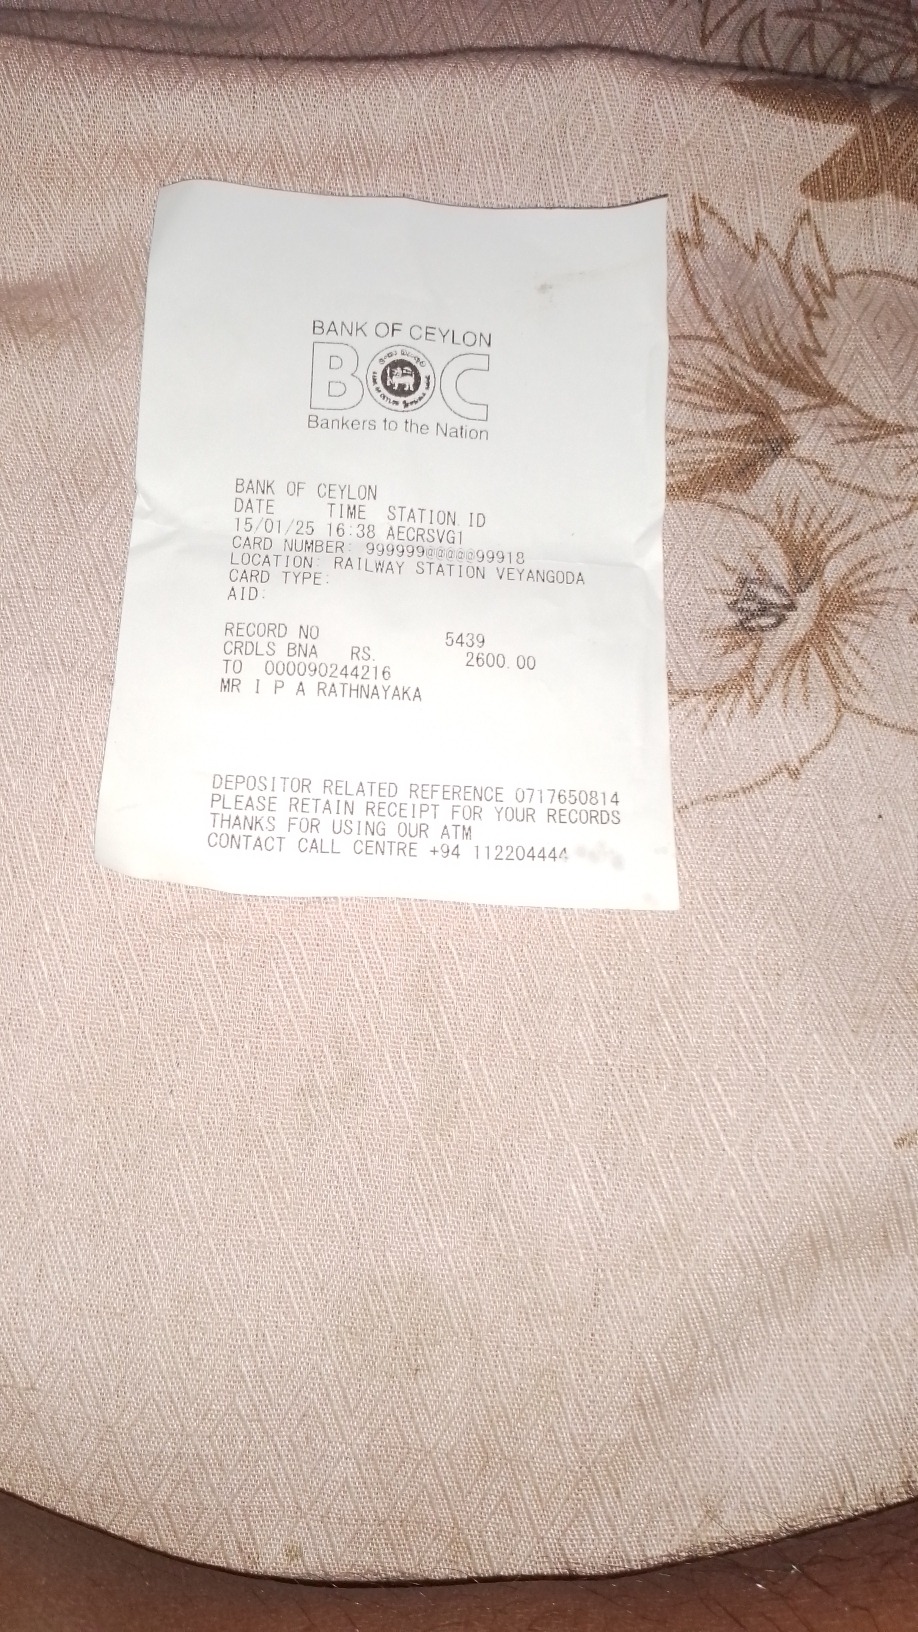 BANK OF CEYLON
BOC
Bankers to the Nation
BANK OF CEYLON
DATE TIME STATION ID
15/01/25 16:38 AECRSVG1
CARD NUMBER: 999999@@@@@99918
LOCATION: RAILWAY STATION VEYANGODA
CARD TYPE:
AID:
RECORD NO 5439
CRDLS BNA RS. 2600.00
TO 000090244216
MR I P A RATHNAYAKA
DEPOSITOR RELATED REFERENCE 0717650814
PLEASE RETAIN RECEIPT FOR YOUR RECORDS
THANKS FOR USING OUR ATM
CONTACT CALL CENTRE +94 112204444